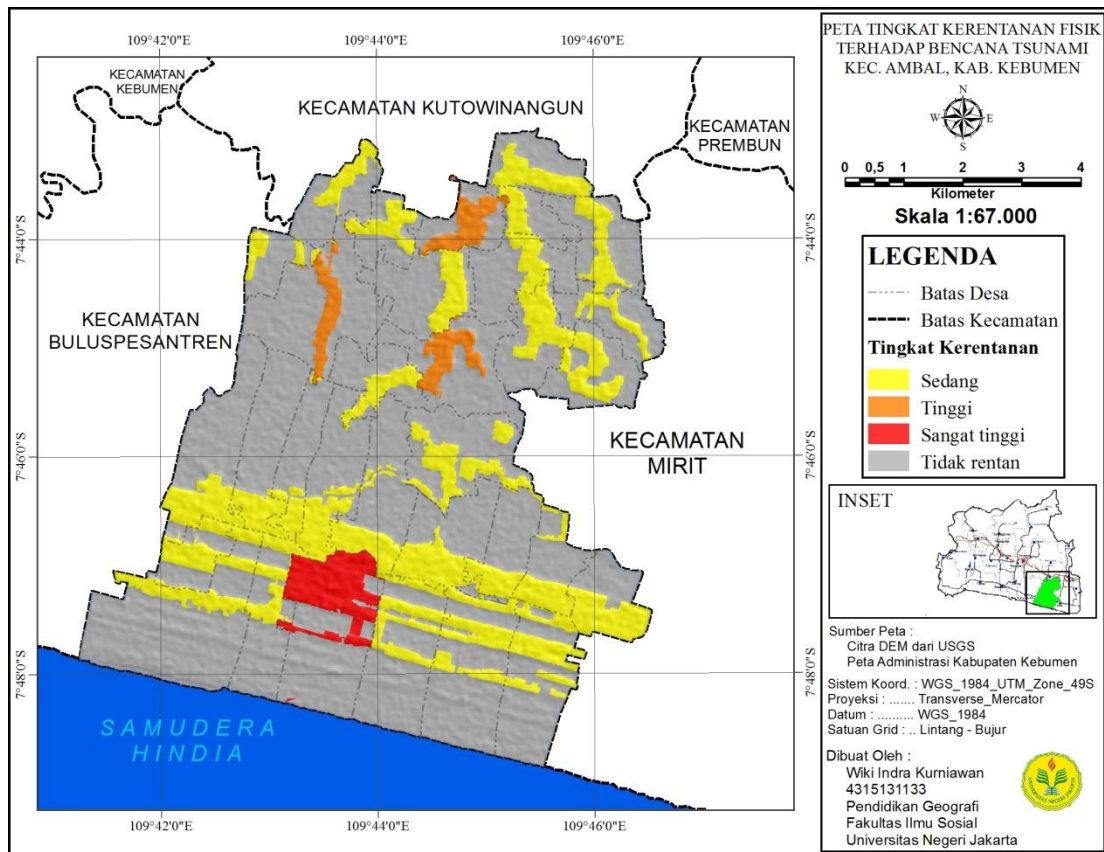 109°42'0"E
109°44'0"E
109°46'0"E
KECAMATAN
KEBUMEN
KECAMATAN KUTOWINANGUN
KECAMATAN
PREMBUN
7°44'0"S
7°44'0"S
KECAMATAN
BULUSPESANTREN
KECAMATAN
MIRIT
7°46'0"S
7°46'0"S
7°48'0"S
7°48'0"S
SAMUDERA
HINDIA
109°42'0"E
109°44'0"E
109°46'0"E
PETA TINGKAT KERENTANAN FISIK
TERHADAP BENCANA TSUNAMI
KEC. AMBAL, KAB. KEBUMEN
N
W
E
S
0 0,5 1 2 3 4
Kilometer
Skala 1:67.000
LEGENDA
Batas Desa
Batas Kecamatan
Tingkat Kerentanan
Sedang
Tinggi
Sangat tinggi
Tidak rentan
INSET
Sumber Peta :
Citra DEM dari USGS
Peta Administrasi Kabupaten Kebumen
Sistem Koord. : WGS_1984_UTM_Zone_49S
Proyeksi : ....... Transverse_Mercator
Datum : .......... WGS_1984
Satuan Grid : .. Lintang - Bujur
Dibuat Oleh :
Wiki Indra Kurniawan
4315131133
Pendidikan Geografi
Fakultas Ilmu Sosial
Universitas Negeri Jakarta